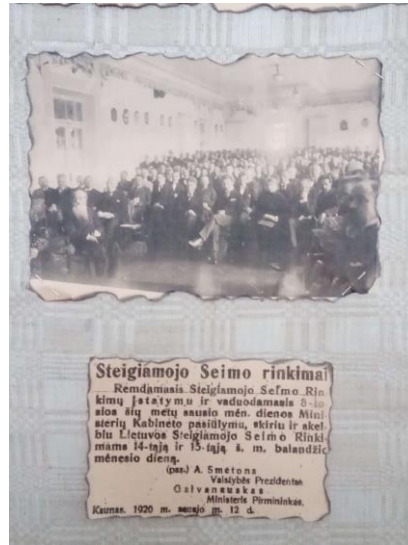 Steigiamojo Seimo rinkimai
Remdamasis Steigiamojo Seimo Rin-
kimų Įstatymu ir vaduodamasis 8-to-
sios šių metų sausio mėn. dienos Mini-
sterių Kabineto pasiūlymu, skiriu ir skel-
biu Lietuvos Steigiamojo Seimo Rinki-
mams 14-tąją ir 15-tąją š. m. balandžio
mėnesio dieną.
(pas.) A. Smetona
Valstybės Prezidentas
Galvanauskas
Ministeris Pirmininkas.
Kaunas. 1920 m. sausio m. 12 d.